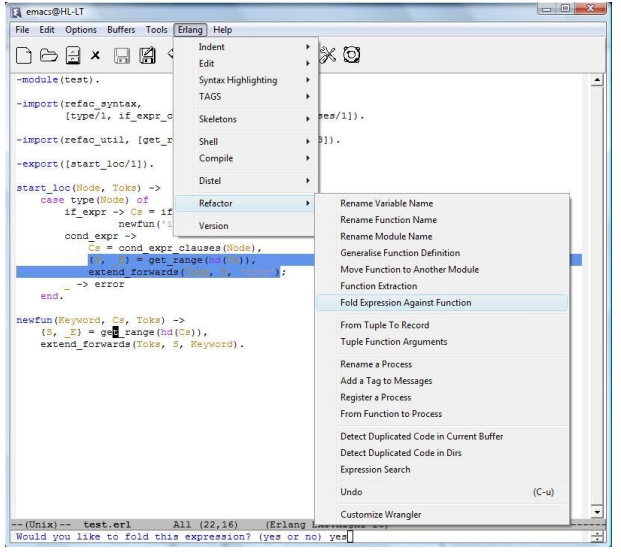 emacs@HL-LT
File Edit Options Buffers Tools Erlang Help
Indent
Edit
Syntax Highlighting
TAGS
Skeletons
Shell
Compile
Distel
Refactor
Version
Rename Variable Name
Rename Function Name
Rename Module Name
Generalise Function Definition
Move Function to Another Module
Function Extraction
Fold Expression Against Function
From Tuple To Record
Tuple Function Arguments
Rename a Process
Add a Tag to Messages
Register a Process
From Function to Process
Detect Duplicated Code in Current Buffer
Detect Duplicated Code in Dirs
Expression Search
Undo (C-u)
Customize Wrangler
-module(test).
-import(refac_syntax,
[type/1, if_expr_c ses/1]).
-import(refac_util, [get_r 3]).
-export([start_loc/1]).
start_loc(Node, Toks) ->
case type(Node) of
if_expr -> Cs = if
newfun('i
cond_expr ->
Cs = cond_expr_clauses(Node),
{S, _E} = get_range(hd(Cs)),
extend_forwards(Toks, S, 'cond');
_ -> error
end.
newfun(Keyword, Cs, Toks) ->
{S, _E} = get_range(hd(Cs)),
extend_forwards(Toks, S, Keyword).
--(Unix)-- test.erl All (22,16) (Erlang
Would you like to fold this expression? (yes or no) yes